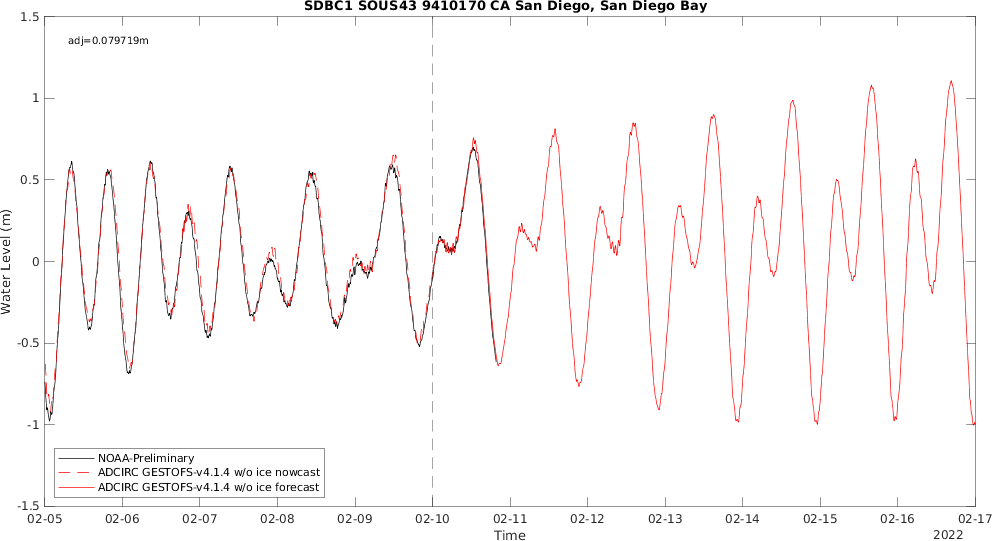 SDBC1 SOUS43 9410170 CA San Diego, San Diego Bay
adj=0.079719m
1.5
1
0.5
0
-0.5
-1
-1.5
Water Level (m)
NOAA-Preliminary
ADCIRC GESTOFS-v4.1.4 w/o ice nowcast
ADCIRC GESTOFS-v4.1.4 w/o ice forecast
02-05 02-06 02-07 02-08 02-09 02-10 02-11 02-12 02-13 02-14 02-15 02-16 02-17
Time
2022